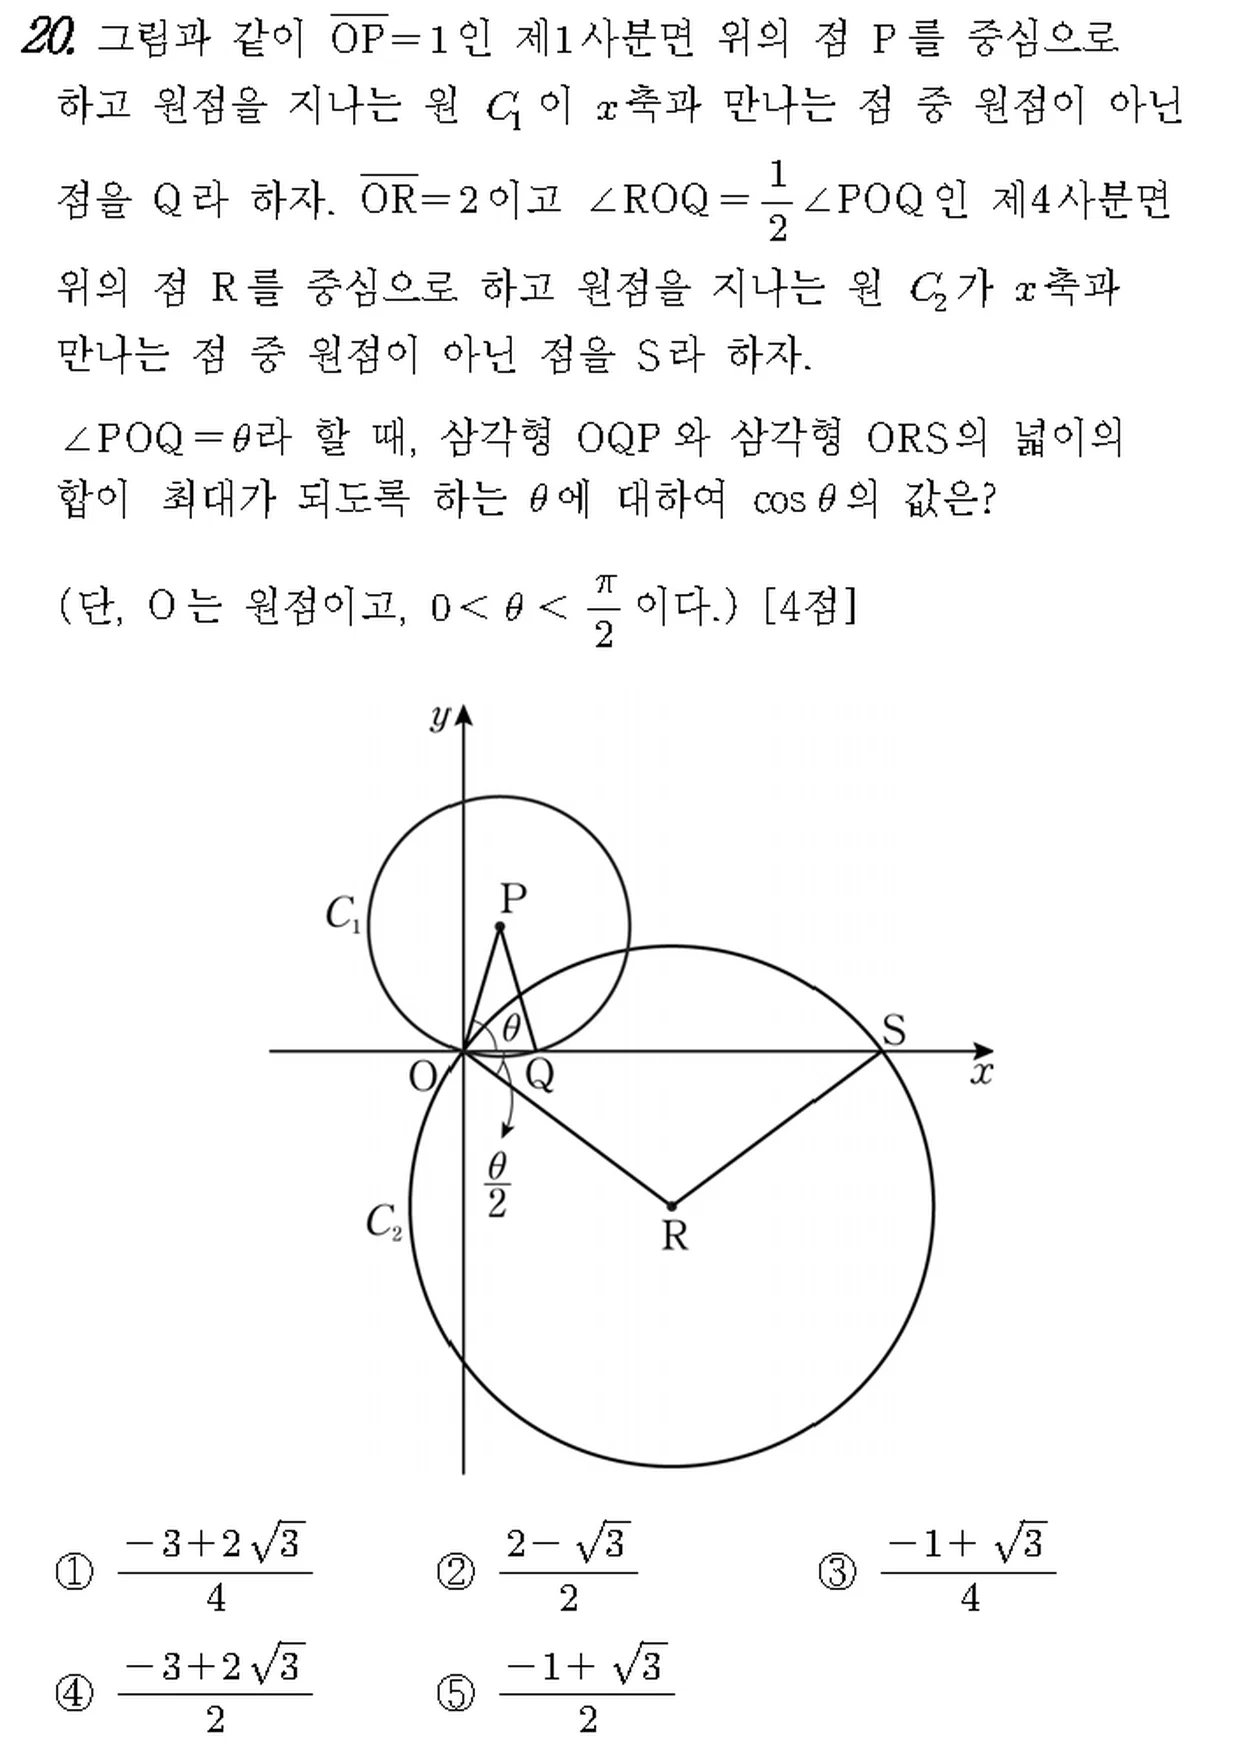 20. 그림과 같이 OP=1인 제1사분면 위의 점 P를 중심으로
하고 원점을 지나는 원 C₁이 x축과 만나는 점 중 원점이 아닌
점을 Q라 하자. OR=2이고 ∠ROQ=1/2∠POQ인 제4사분면
위의 점 R를 중심으로 하고 원점을 지나는 원 C₂가 x축과
만나는 점 중 원점이 아닌 점을 S라 하자.
∠POQ=θ라 할 때, 삼각형 OQP와 삼각형 ORS의 넓이의
합이 최대가 되도록 하는 θ에 대하여 cos θ의 값은?
(단, O는 원점이고, 0<θ<π/2이다.) [4점]
y
P
C₁
θ
S
O
Q
x
θ/2
C₂
R
① (-3+2√3)/4 ② (2-√3)/2 ③ (-1+√3)/4
④ (-3+2√3)/2 ⑤ (-1+√3)/2